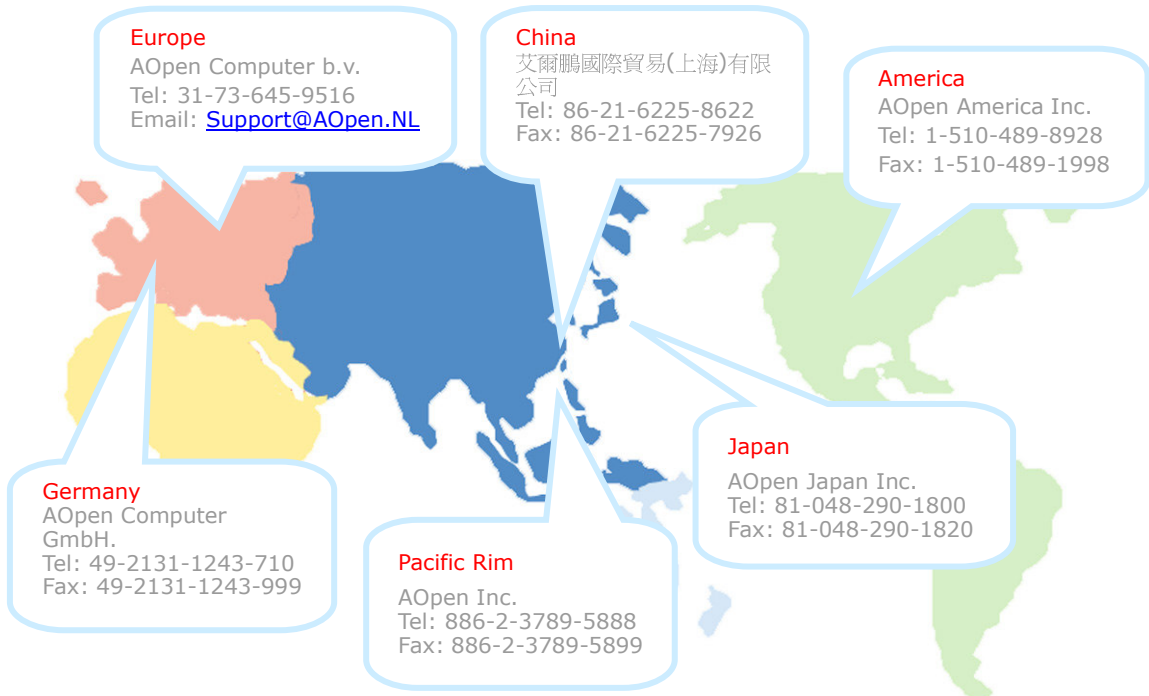 Europe
AOpen Computer b.v.
Tel: 31-73-645-9516
Email: Support@AOpen.NL
China
艾爾鵬國際貿易(上海)有限
公司
Tel: 86-21-6225-8622
Fax: 86-21-6225-7926
America
AOpen America Inc.
Tel: 1-510-489-8928
Fax: 1-510-489-1998
Germany
AOpen Computer
GmbH.
Tel: 49-2131-1243-710
Fax: 49-2131-1243-999
Pacific Rim
AOpen Inc.
Tel: 886-2-3789-5888
Fax: 886-2-3789-5899
Japan
AOpen Japan Inc.
Tel: 81-048-290-1800
Fax: 81-048-290-1820